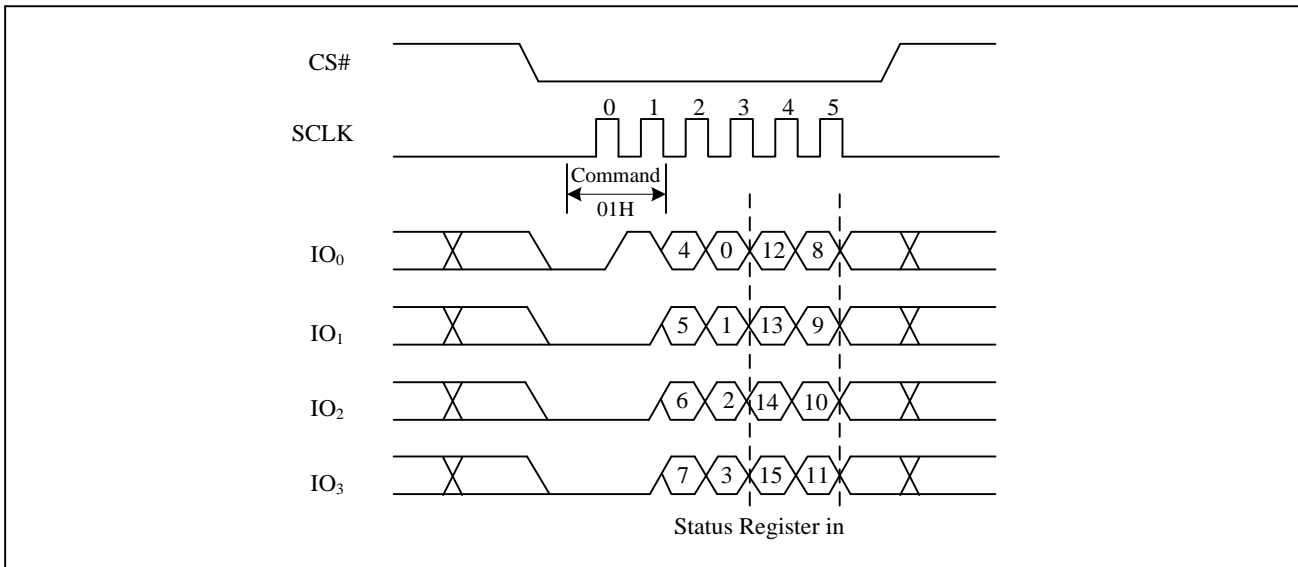 CS#
0 1 2 3 4 5
SCLK
Command
01H
IO₀ 4 0 12 8
IO₁ 5 1 13 9
IO₂ 6 2 14 10
IO₃ 7 3 15 11
Status Register in